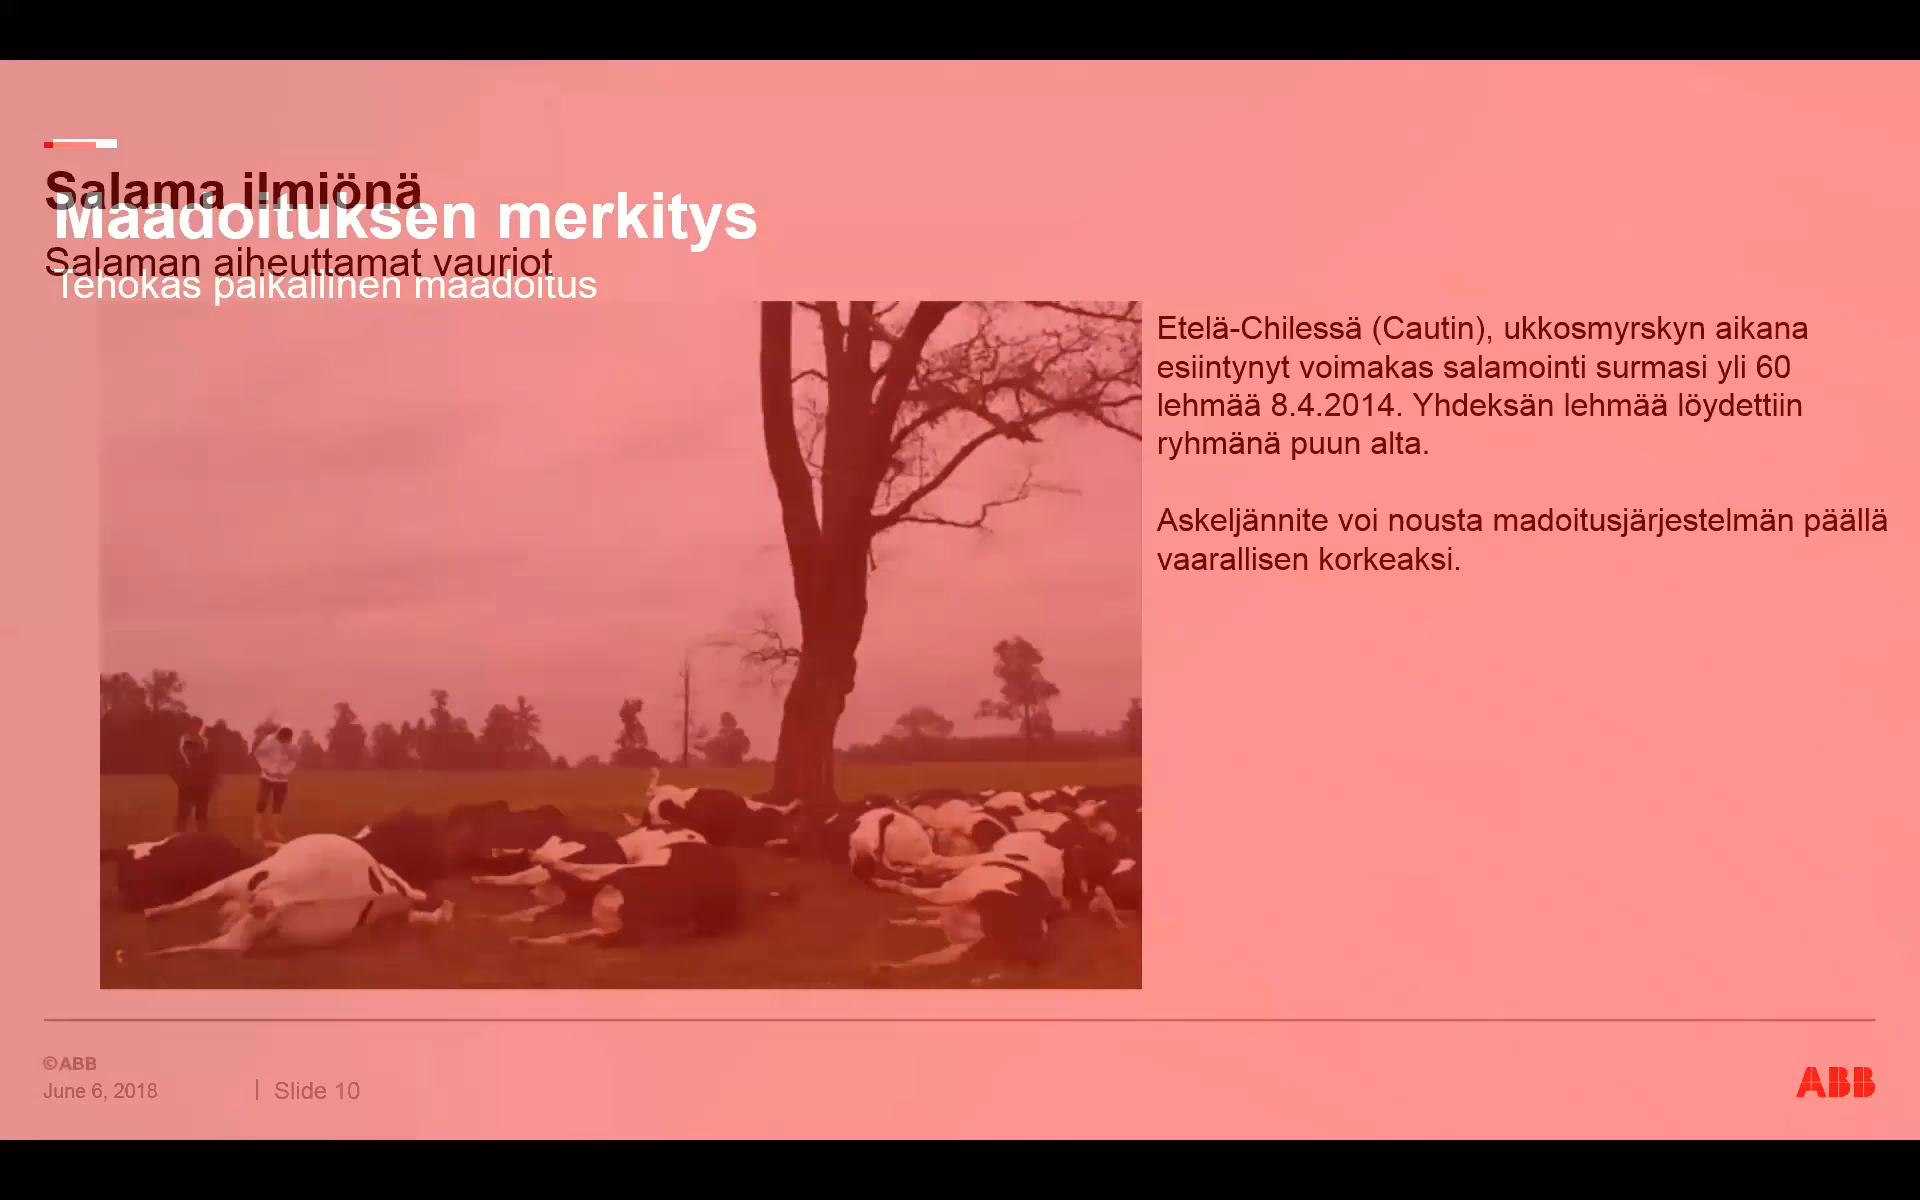 Salama ilmiönä
Maadoituksen merkitys
Salaman aiheuttamat vauriot
Tehokas paikallinen maadoitus
Etelä-Chilessä (Cautin), ukkosmyrskyn aikana
esiintynyt voimakas salamointi surmasi yli 60
lehmää 8.4.2014. Yhdeksän lehmää löydettiin
ryhmänä puun alta.
Askeljännite voi nousta madoitusjärjestelmän päällä
vaarallisen korkeaksi.
©ABB
June 6, 2018
| Slide 10
ABB